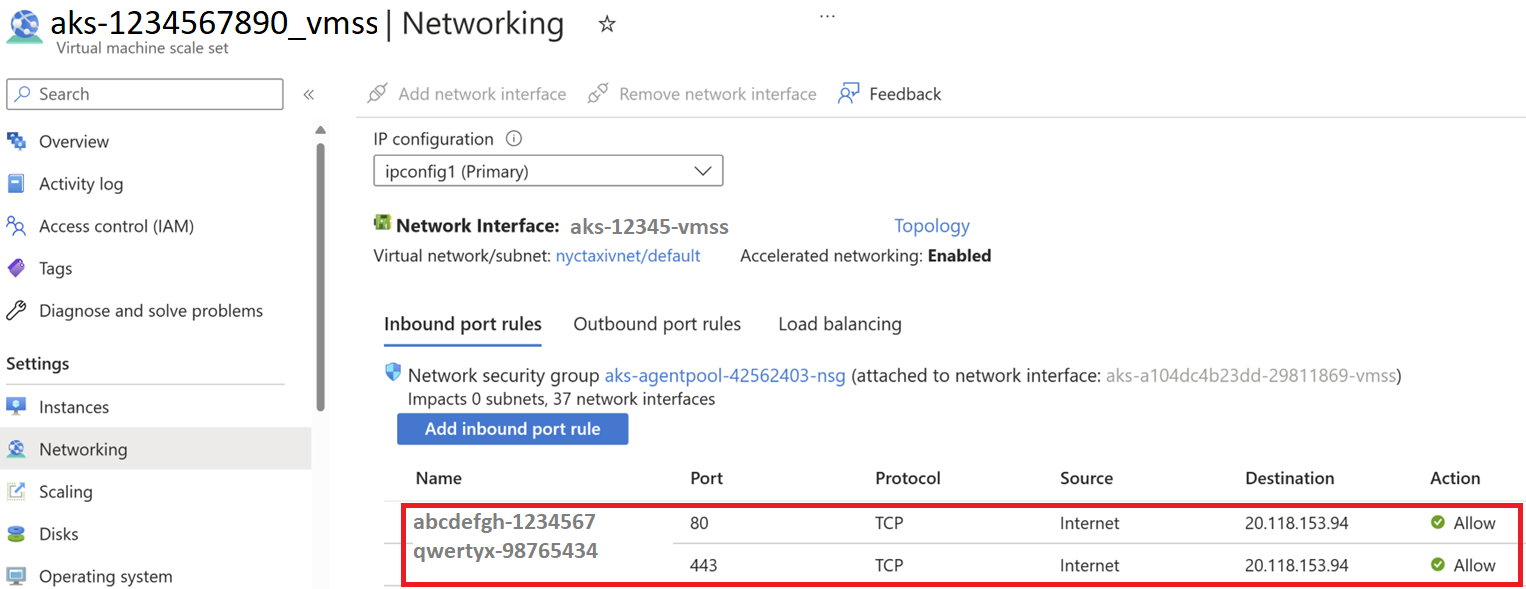 aks-1234567890_vmss | Networking ☆ ...
Virtual machine scale set
Search «
Add network interface Remove network interface Feedback
Overview
Activity log
Access control (IAM)
Tags
Diagnose and solve problems
Settings
Instances
Networking
Scaling
Disks
Operating system
IP configuration
ipconfig1 (Primary)
Network Interface: aks-12345-vmss Topology
Virtual network/subnet: nyctaxivnet/default Accelerated networking: Enabled
Inbound port rules Outbound port rules Load balancing
Network security group aks-agentpool-42562403-nsg (attached to network interface: aks-a104dc4b23dd-29811869-vmss)
Impacts 0 subnets, 37 network interfaces
Add inbound port rule
Name Port Protocol Source Destination Action
abcdefgh-1234567 80 TCP Internet 20.118.153.94 Allow
qwertyx-98765434 443 TCP Internet 20.118.153.94 Allow